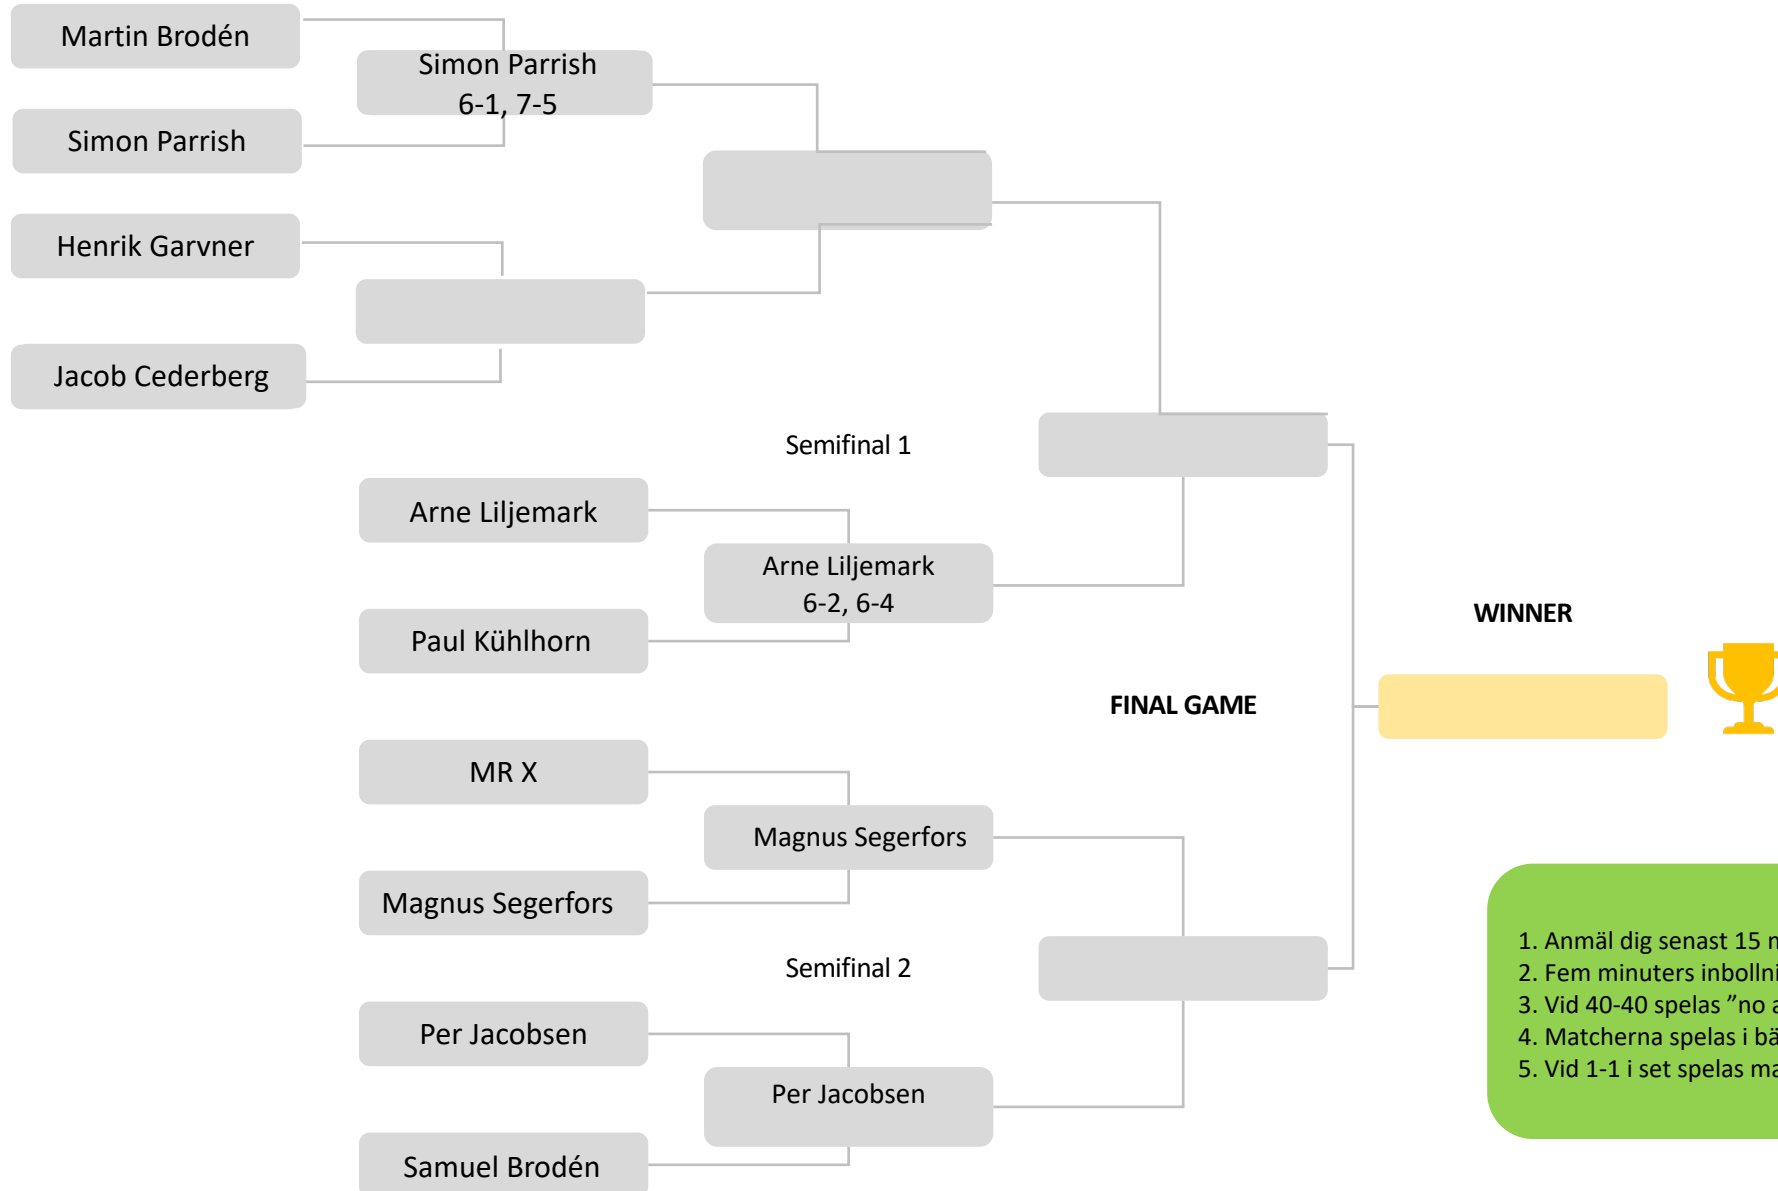 Martin Brodén
Simon Parrish
6-1, 7-5
Simon Parrish
Henrik Garvner
Jacob Cederberg
Semifinal 1
Arne Liljemark
Arne Liljemark
6-2, 6-4
Paul Kühlhorn
WINNER
FINAL GAME
MR X
Magnus Segerfors
Magnus Segerfors
Semifinal 2
Per Jacobsen
Per Jacobsen
Samuel Brodén
1. Anmäl dig senast 15
2. Fem minuters
3. Vid 40-40 spelas ”no
4. Matcherna spelas i
5. Vid 1-1 i set spelas